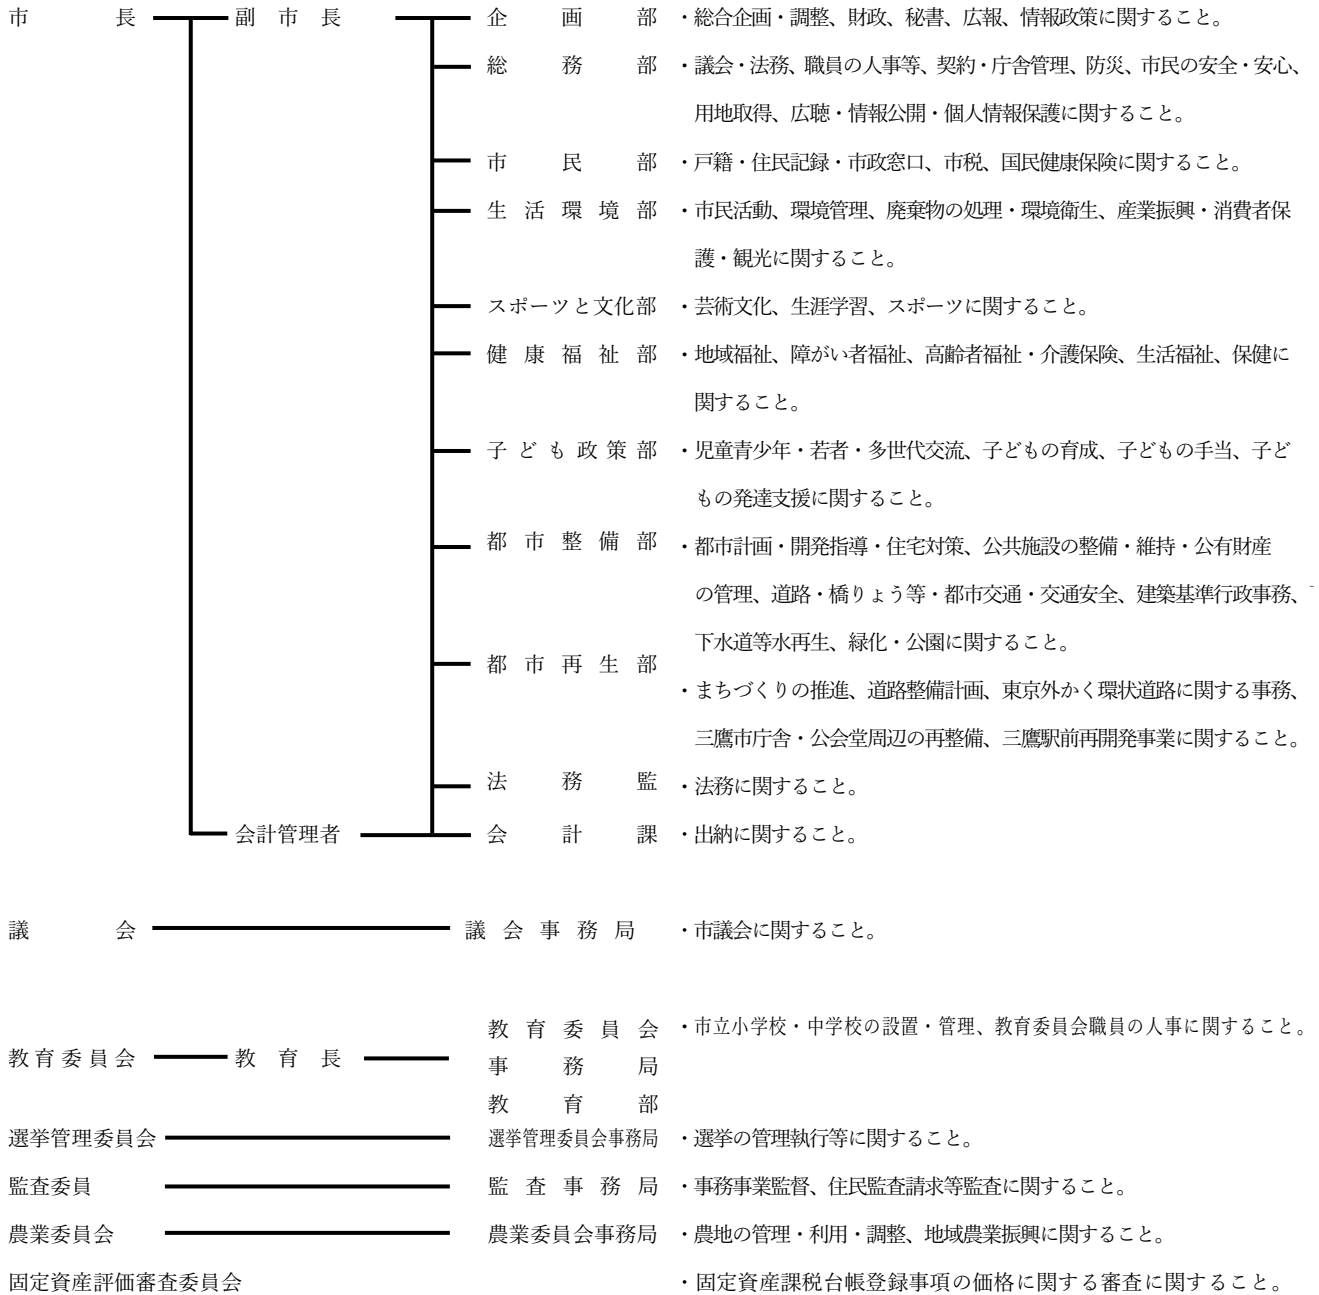 市長 副市長 企画部 ・総合企画・調整、財政、秘書、広報、情報政策に関すること。
総務部 ・議会・法務、職員の人事等、契約・庁舎管理、防災、市民の安全・安心、
用地取得、広聴・情報公開・個人情報保護に関すること。
市民部 ・戸籍・住民記録・市政窓口、市税、国民健康保険に関すること。
生活環境部 ・市民活動、環境管理、廃棄物の処理・環境衛生、産業振興・消費者保
護・観光に関すること。
スポーツと文化部 ・芸術文化、生涯学習、スポーツに関すること。
健康福祉部 ・地域福祉、障がい者福祉、高齢者福祉・介護保険、生活福祉、保健に
関すること。
子ども政策部 ・児童青少年・若者・多世代交流、子どもの育成、子どもの手当、子ど
もの発達支援に関すること。
都市整備部 ・都市計画・開発指導・住宅対策、公共施設の整備・維持・公有財産
の管理、道路・橋りょう等・都市交通・交通安全、建築基準行政事務、
下水道等水再生、緑化・公園に関すること。
都市再生部
・まちづくりの推進、道路整備計画、東京外かく環状道路に関する事務、
三鷹市庁舎・公会堂周辺の再整備、三鷹駅前再開発事業に関すること。
法務監 ・法務に関すること。
会計管理者 会計課 ・出納に関すること。
議会 議会事務局 ・市議会に関すること。
教育委員会 ・市立小学校・中学校の設置・管理、教育委員会職員の人事に関すること。
教育委員会 教育長 事務局
教育部
選挙管理委員会 選挙管理委員会事務局 ・選挙の管理執行等に関すること。
監査委員 監査事務局 ・事務事業監督、住民監査請求等監査に関すること。
農業委員会 農業委員会事務局 ・農地の管理・利用・調整、地域農業振興に関すること。
固定資産評価審査委員会 ・固定資産課税台帳登録事項の価格に関する審査に関すること。